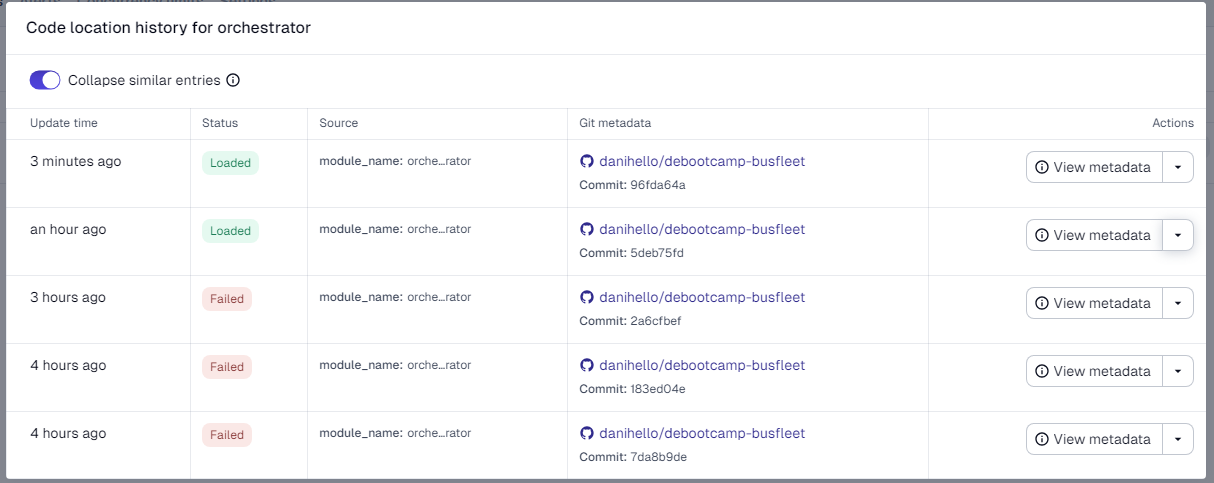 Code location history for orchestrator
Collapse similar entries
Update time Status Source Git metadata Actions
3 minutes ago Loaded module_name: orche...rator danihello/debootcamp-busfleet View metadata
Commit: 96fda64a
an hour ago Loaded module_name: orche...rator danihello/debootcamp-busfleet View metadata
Commit: 5deb75fd
3 hours ago Failed module_name: orche...rator danihello/debootcamp-busfleet View metadata
Commit: 2a6cfbef
4 hours ago Failed module_name: orche...rator danihello/debootcamp-busfleet View metadata
Commit: 183ed04e
4 hours ago Failed module_name: orche...rator danihello/debootcamp-busfleet View metadata
Commit: 7da8b9de